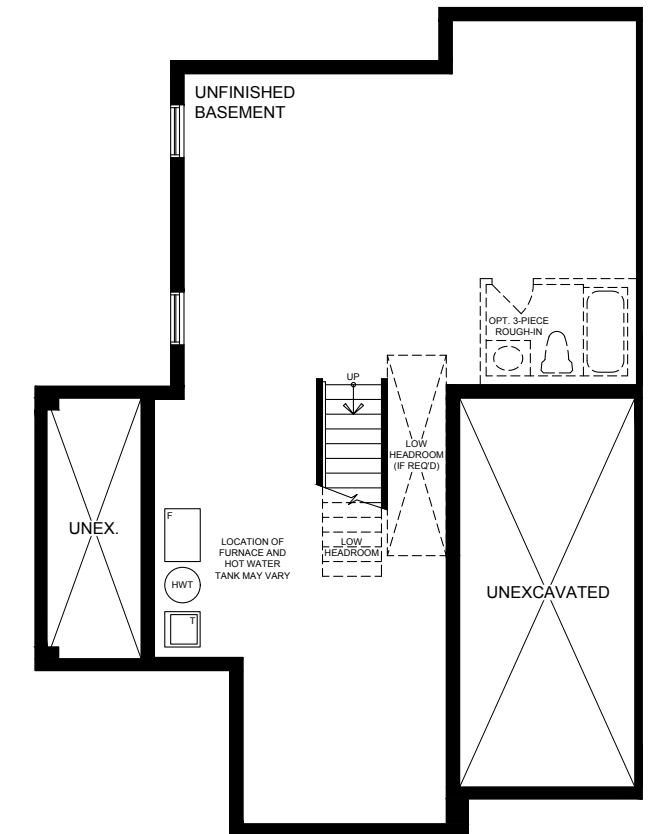 UNFINISHED
BASEMENT
OPT. 3-PIECE
ROUGH-IN
UP
LOW
HEADROOM
(IF REQ'D)
F
UNEX.
LOCATION OF
FURNACE AND
HOT WATER
TANK MAY VARY
LOW
HEADROOM
HWT
T
UNEXCAVATED